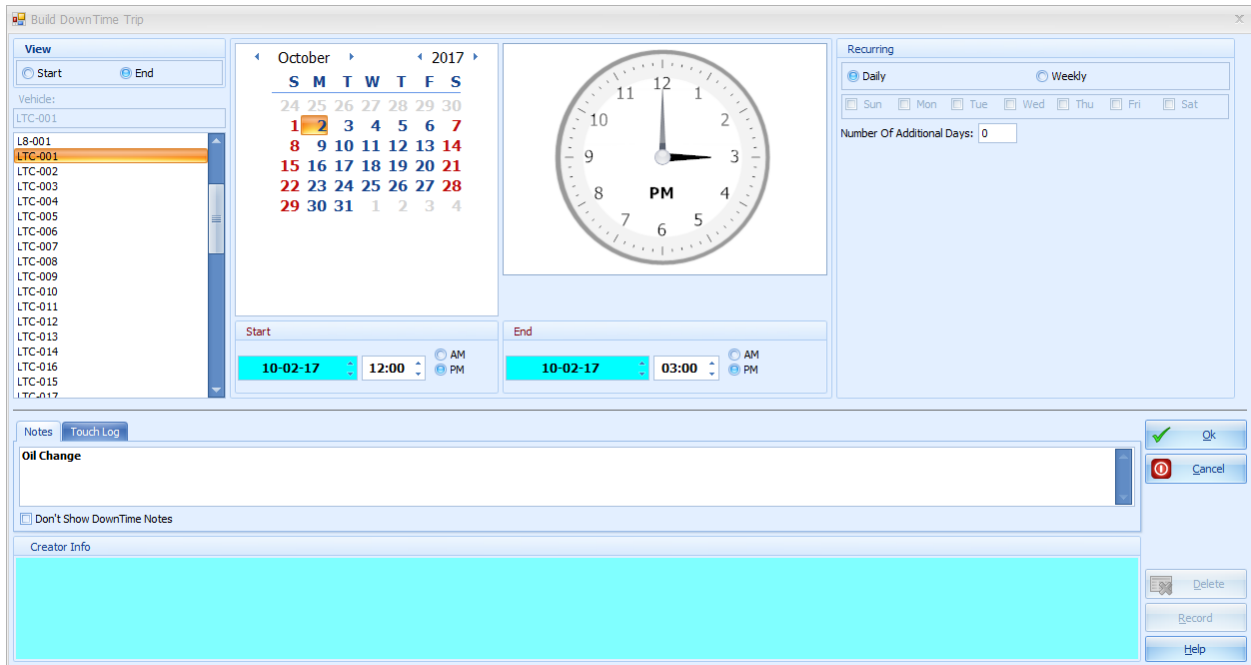 Build DownTime Trip
View
Start End
Vehicle:
LTC-001
L8-001
LTC-001
LTC-002
LTC-003
LTC-004
LTC-005
LTC-006
LTC-007
LTC-008
LTC-009
LTC-010
LTC-011
LTC-012
LTC-013
LTC-014
LTC-016
LTC-015
LTC-017
October 2017
S M T W T F S
24 25 26 27 28 29 30
1 2 3 4 5 6 7
8 9 10 11 12 13 14
15 16 17 18 19 20 21
22 23 24 25 26 27 28
29 30 31 1 2 3 4
12
11 1
10 2
9 3
8 PM 4
7 5
6
Start
10-02-17 12:00 AM
PM
End
10-02-17 03:00 AM
PM
Recurring
Daily Weekly
Sun Mon Tue Wed Thu Fri Sat
Number Of Additional Days: 0
Notes Touch Log
Oil Change
Don't Show DownTime Notes
Creator Info
Ok
Cancel
Delete
Record
Help